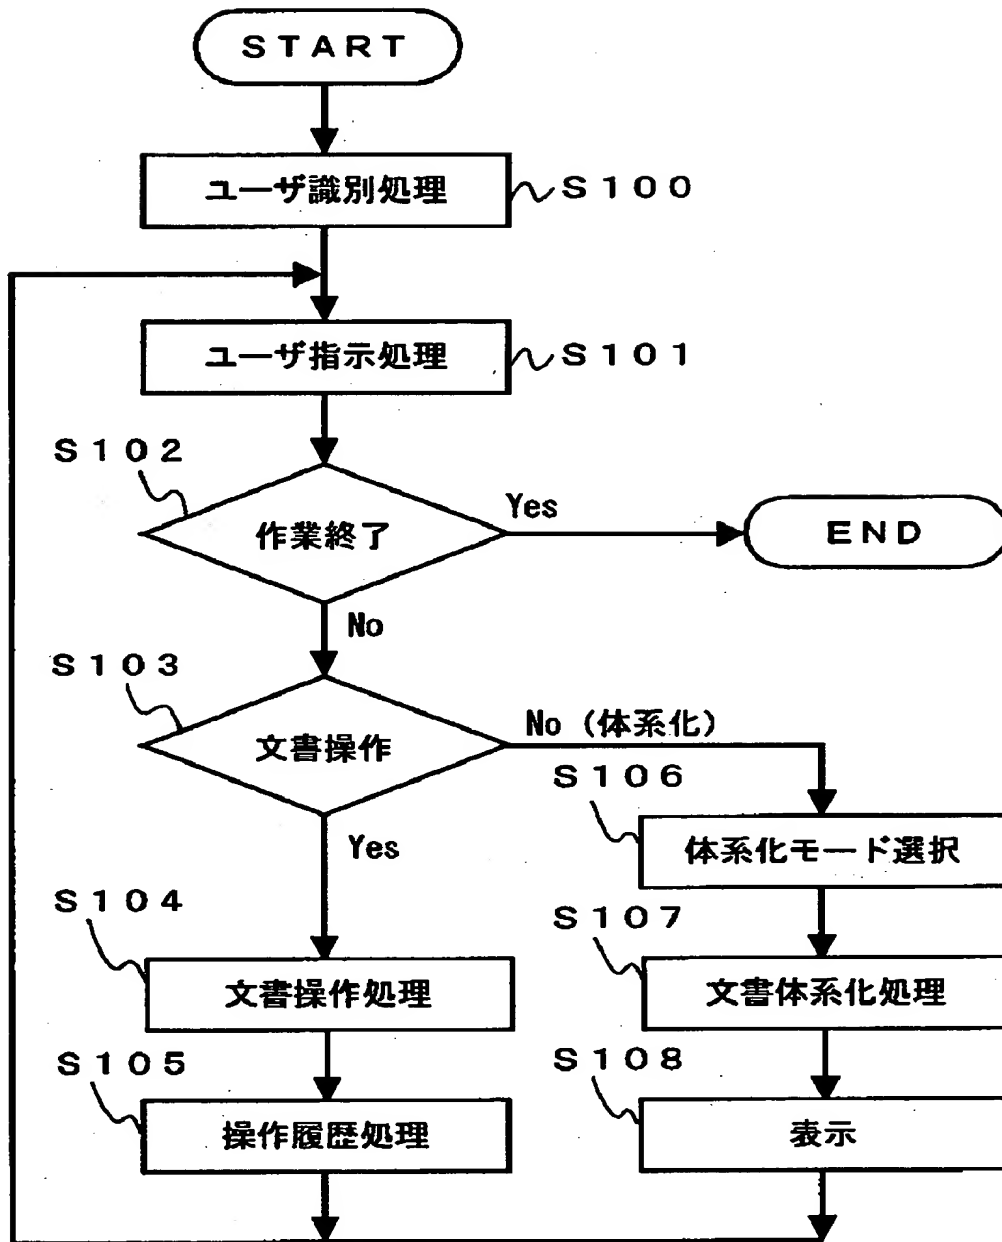 START
ユーザ識別処理
S100
ユーザ指示処理
S101
S102
作業終了
Yes
END
No
S103
文書操作
No (体系化)
Yes
S106
体系化モード選択
S104
文書操作処理
S107
文書体系化処理
S105
操作履歴処理
S108
表示